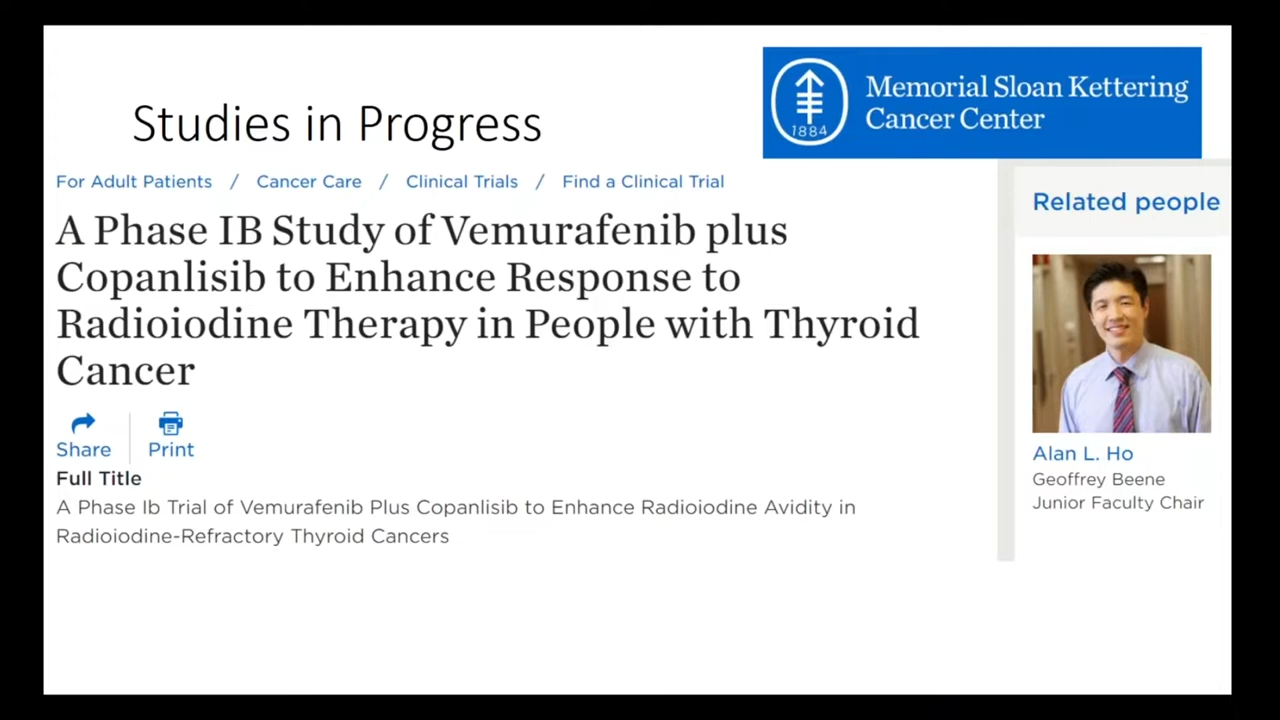 Studies in Progress
1884
Memorial Sloan Kettering
Cancer Center
For Adult Patients / Cancer Care / Clinical Trials / Find a Clinical Trial
A Phase IB Study of Vemurafenib plus
Copanlisib to Enhance Response to
Radioiodine Therapy in People with Thyroid
Cancer
Share
Print
Full Title
A Phase Ib Trial of Vemurafenib Plus Copanlisib to Enhance Radioiodine Avidity in
Radioiodine-Refractory Thyroid Cancers
Related people
Alan L. Ho
Geoffrey Beene
Junior Faculty Chair